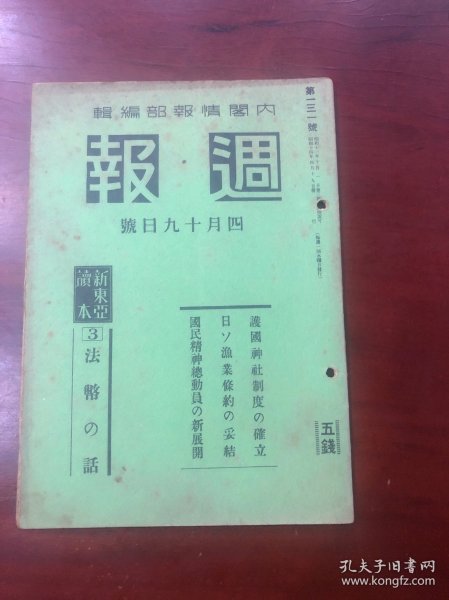 第一三一號
內閣情報部編輯
週報
四月十九日號
護國神社制度の確立
日ソ漁業條約の妥結
國民精神總動員の新展開
新東亞
讀本
3
法幣の話
五錢
孔夫子旧书网
www.kongfz.com